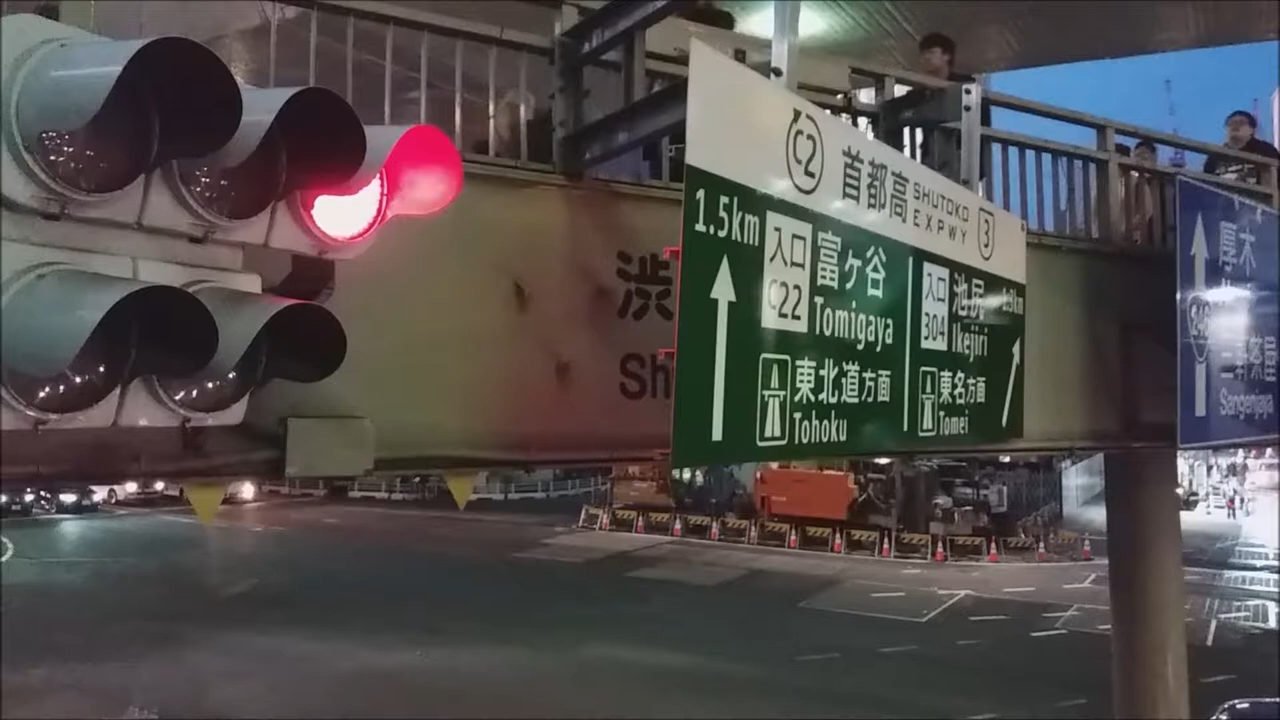 C2 首都高 SHUTOKO EXPWY 3
1.5km
入口 C22
富ヶ谷
Tomigaya
東北道方面
Tohoku
入口 304
池尻
Ikejiri
東名方面
Tomei
渋
Sh
厚木
Sangenjaya